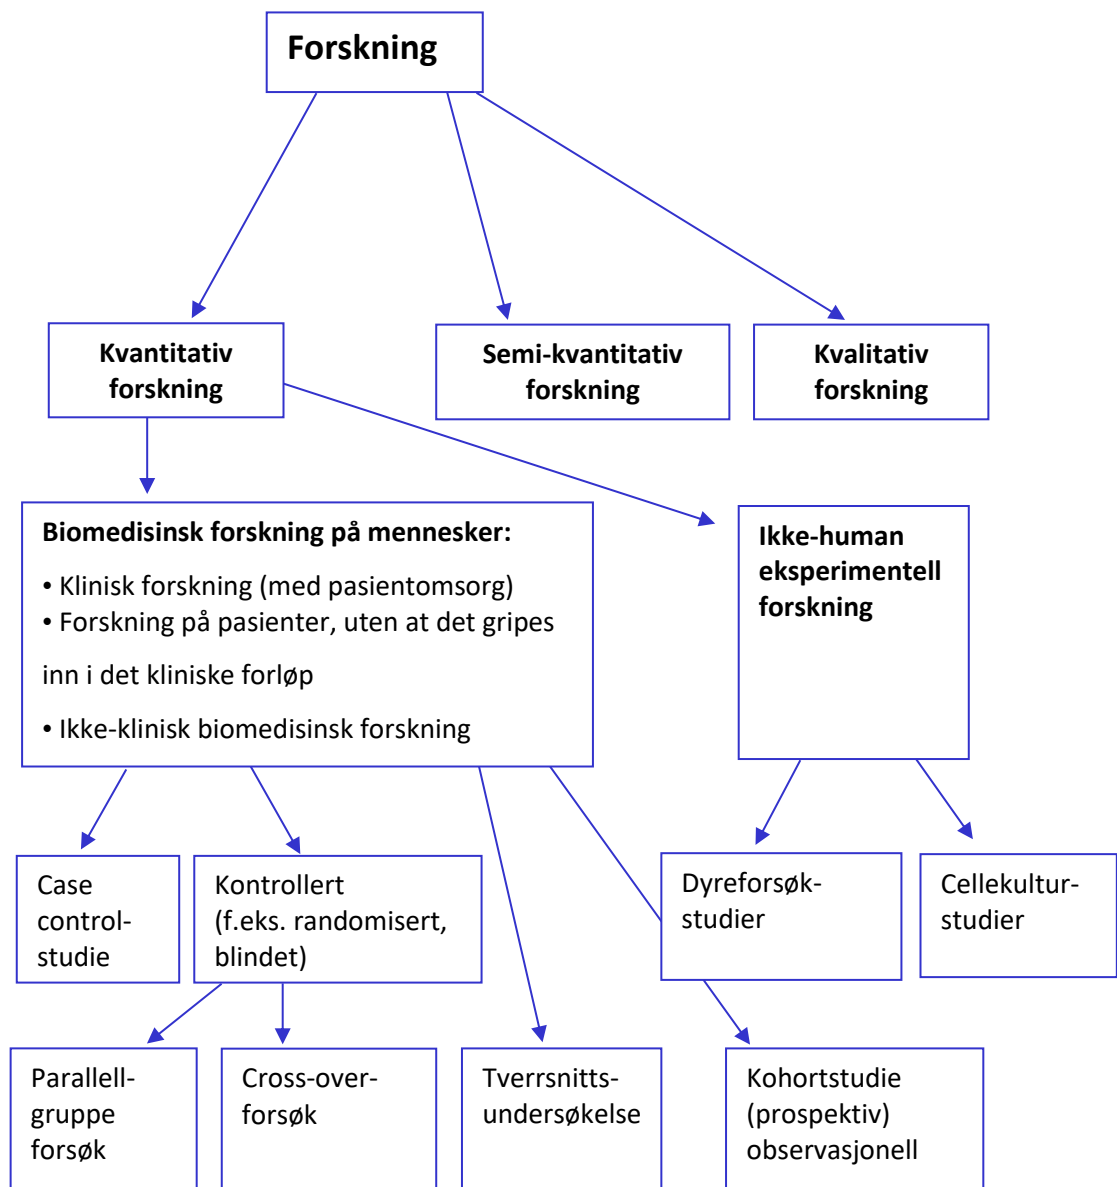 Forskning
Kvantitativ
forskning
Semi-kvantitativ
forskning
Kvalitativ
forskning
Biomedisinsk forskning på mennesker:
• Klinisk forskning (med pasientomsorg)
• Forskning på pasienter, uten at det gripes
inn i det kliniske forløp
• Ikke-klinisk biomedisinsk forskning
Ikke-human
eksperimentell
forskning
Case
control-
studie
Kontrollert
(f.eks. randomisert,
blindet)
Dyreforsøk-
studier
Cellekultur-
studier
Parallell-
gruppe
forsøk
Cross-over-
forsøk
Tverrsnitts-
undersøkelse
Kohortstudie
(prospektiv)
observasjonell